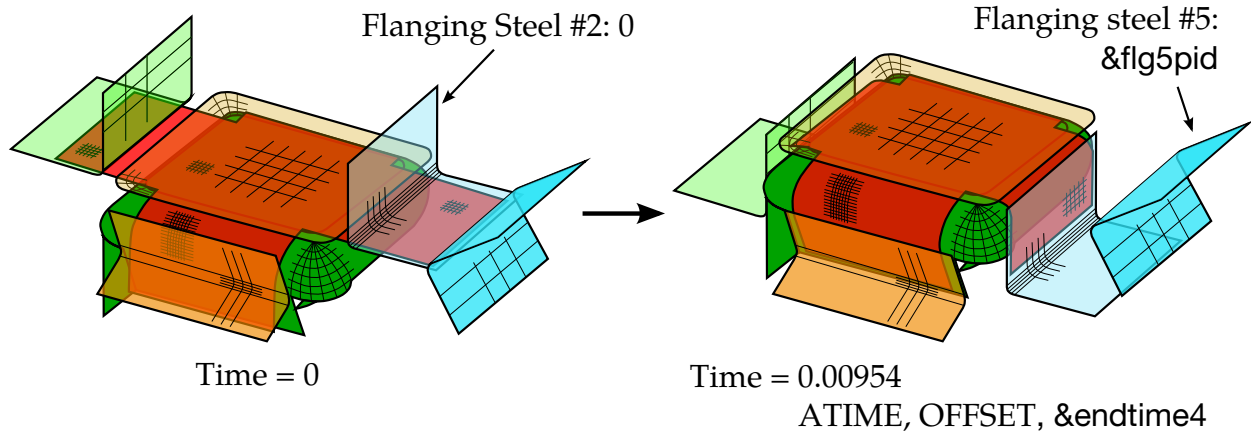 Flanging Steel #2: 0
Flanging steel #5:
&flg5pid
Time = 0
Time = 0.00954
ATIME, OFFSET, &endtime4